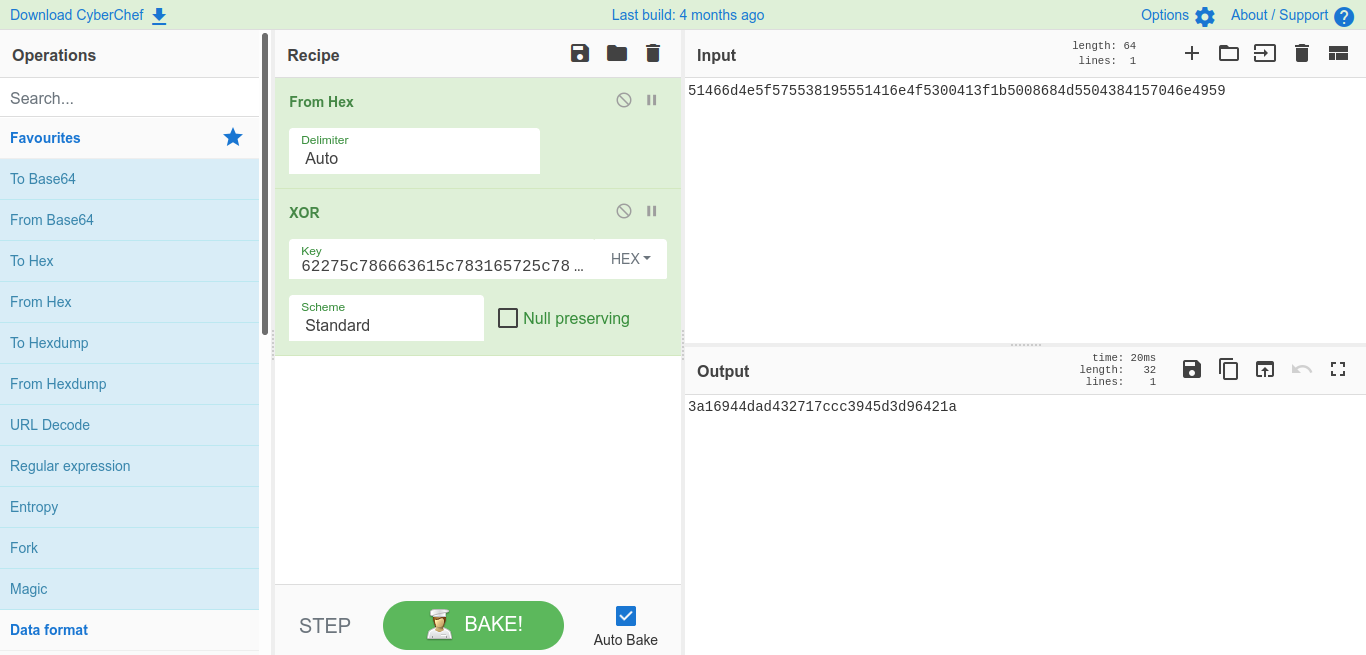 Download CyberChef
Last build: 4 months ago
Options
About / Support
Operations
Search...
Favourites
To Base64
From Base64
To Hex
From Hex
To Hexdump
From Hexdump
URL Decode
Regular expression
Entropy
Fork
Magic
Data format
Recipe
From Hex
Delimiter
Auto
XOR
Key
62275c786663615c783165725c78 …
HEX
Scheme
Standard
Null preserving
STEP
BAKE!
Auto Bake
Input
length: 64
lines: 1
51466d4e5f575538195551416e4f5300413f1b5008684d5504384157046e4959
Output
time: 20ms
length: 32
lines: 1
3a16944dad432717ccc3945d3d96421a